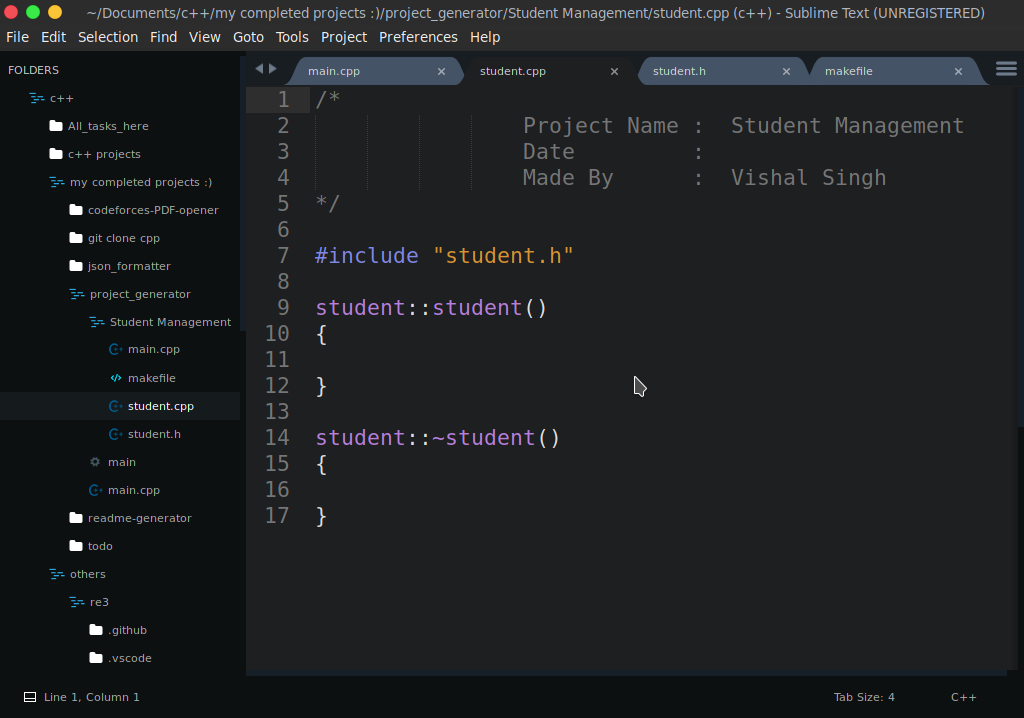 ~/Documents/c++/my completed projects :)/project_generator/Student Management/student.cpp (c++) - Sublime Text (UNREGISTERED)
File Edit Selection Find View Goto Tools Project Preferences Help
FOLDERS
c++
All_tasks_here
c++ projects
my completed projects :)
codeforces-PDF-opener
git clone cpp
json_formatter
project_generator
Student Management
main.cpp
makefile
student.cpp
student.h
main
main.cpp
readme-generator
todo
others
re3
.github
.vscode
main.cpp × student.cpp × student.h × makefile ×
1 /*
2 Project Name : Student Management
3 Date :
4 Made By : Vishal Singh
5 */
6
7 #include "student.h"
8
9 student::student()
10 {
11
12 }
13
14 student::~student()
15 {
16
17 }
Line 1, Column 1 Tab Size: 4 C++